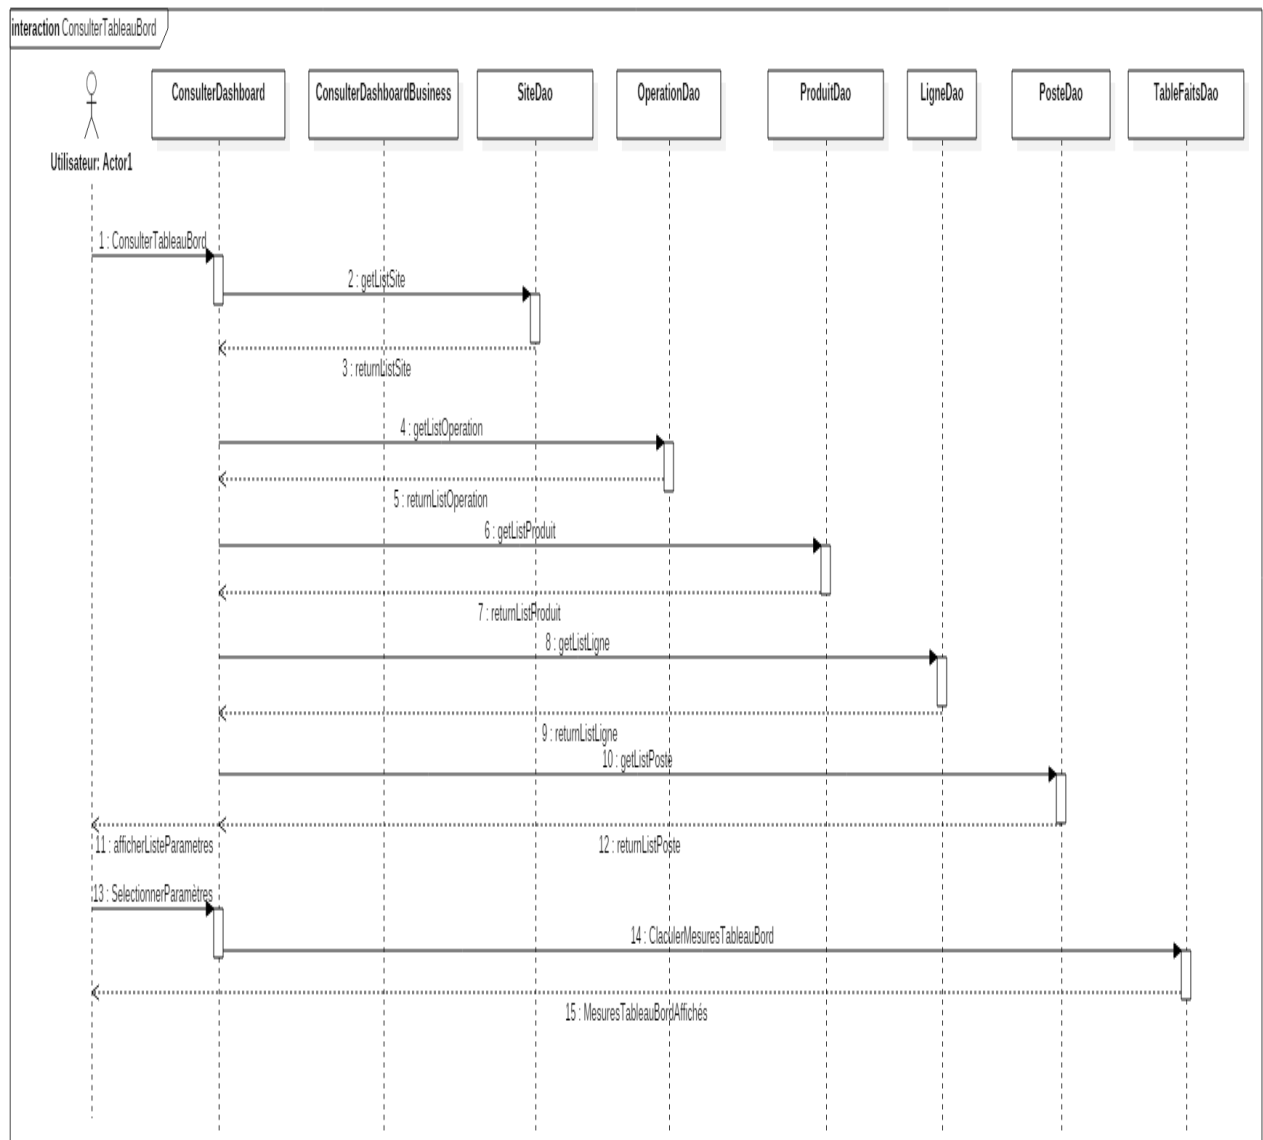 interaction ConsulterTableauBord
ConsulterDashboard
ConsulterDashboardBusiness
SiteDao
OperationDao
ProduitDao
LigneDao
PosteDao
TableFaitsDao
Utilisateur: Actor1
1 : ConsulterTableauBord
2 : getListSite
3 : returnListSite
4 : getListOperation
5 : returnListOperation
6 : getListProduit
7 : returnListProduit
8 : getListLigne
9 : returnListLigne
10 : getListPoste
11 : afficherListeParametres
12 : returnListPoste
13 : SelectionnerParamètres
14 : ClaculerMesuresTableauBord
15 : MesuresTableauBordAffichés